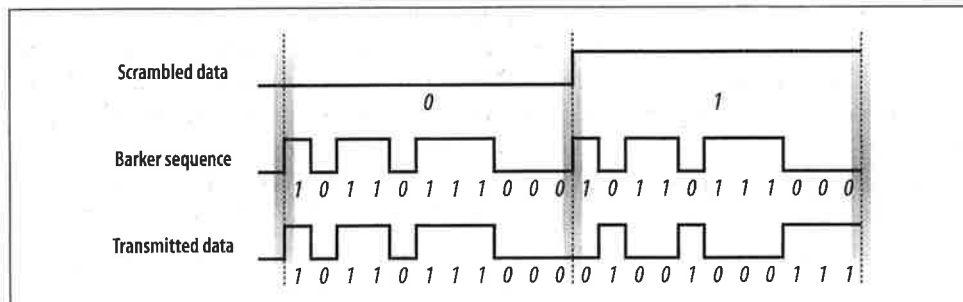 Scrambled data
0 1
Barker sequence
1 0 1 1 0 1 1 1 0 0 0 1 0 1 1 0 1 1 1 0 0 0
Transmitted data
1 0 1 1 0 1 1 1 0 0 0 0 1 0 0 1 0 0 0 1 1 1